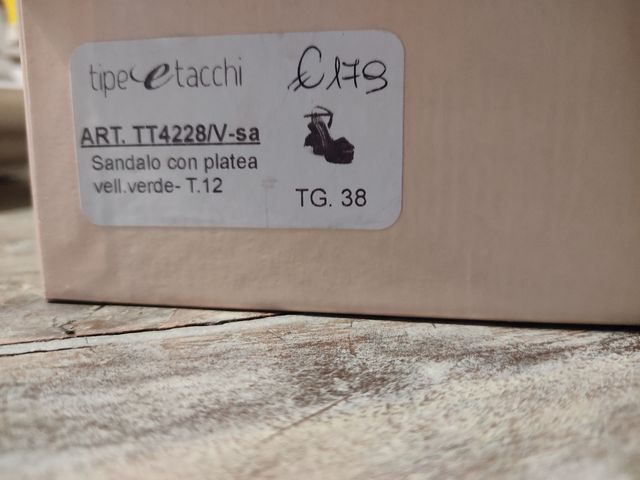 tipe e tacchi
€179
ART. TT4228/V-sa
Sandalo con platea
vell.verde- T.12
TG. 38